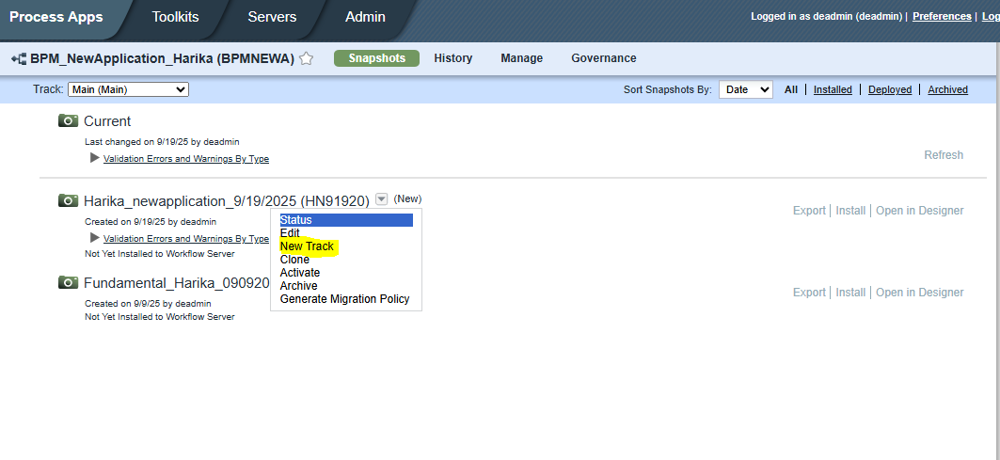 Process Apps Toolkits Servers Admin Logged in as deadmin (deadmin) | Preferences |
BPM_NewApplication_Harika (BPMNEWA) Snapshots History Manage Governance
Track: Main (Main) Sort Snapshots By: Date All | Installed | Deployed | Archived
Current
Last changed on 9/19/25 by deadmin
Validation Errors and Warnings By Type
Refresh
Harika_newapplication_9/19/2025 (HN91920) (New)
Export | Install | Open in Designer
Created on 9/19/25 by deadmin
Validation Errors and Warnings By Type
Not Yet Installed to Workflow Server
Status
Edit
New Track
Clone
Activate
Archive
Generate Migration Policy
Fundamental_Harika_090920
Export | Install | Open in Designer
Created on 9/9/25 by deadmin
Not Yet Installed to Workflow Server